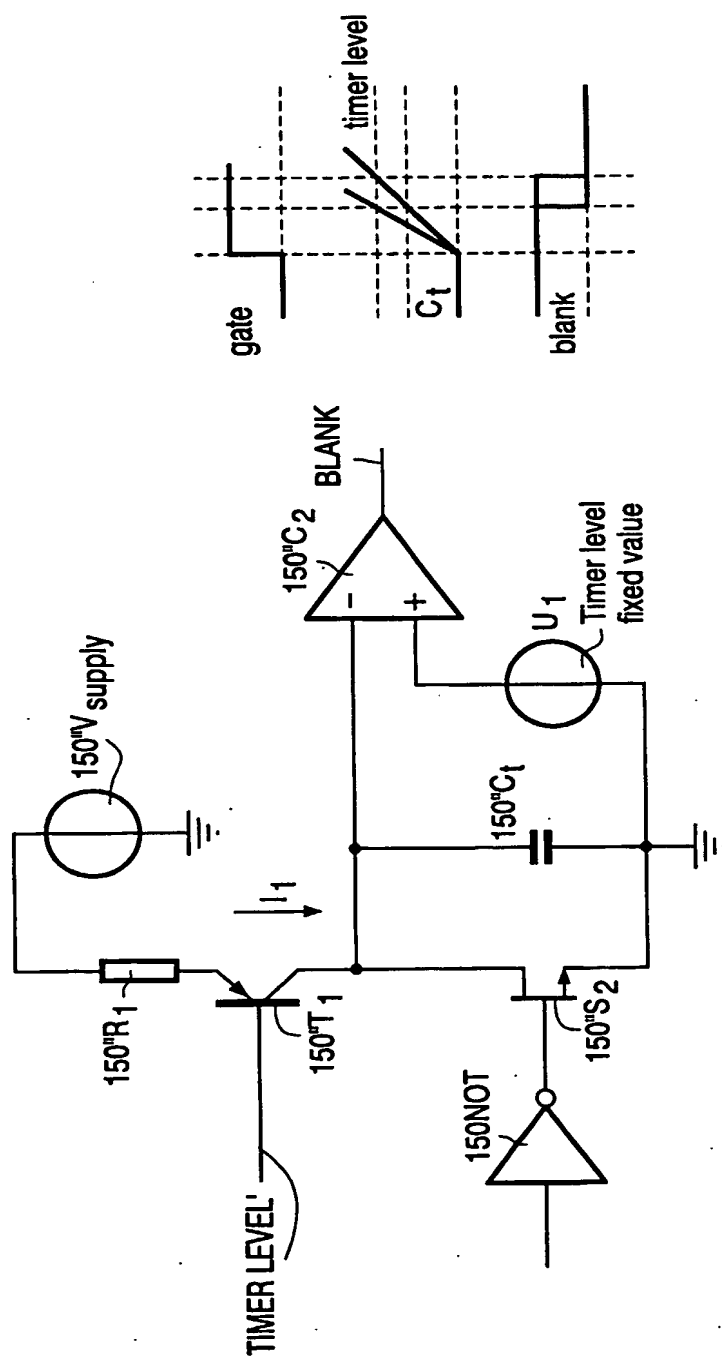 150"V supply
150"R1
I1
150"T1
TIMER LEVEL'
150"C2
-
+
BLANK
150"Ct
U1
Timer level
fixed value
150NOT
150"S2
gate
Ct
timer level
blank